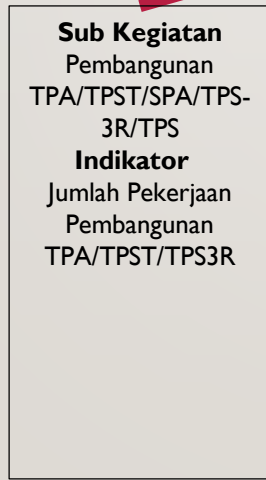 Sub Kegiatan
Pembangunan
TPA/TPST/SPA/TPS-
3R/TPS
Indikator
Jumlah Pekerjaan
Pembangunan
TPA/TPST/TPS3R